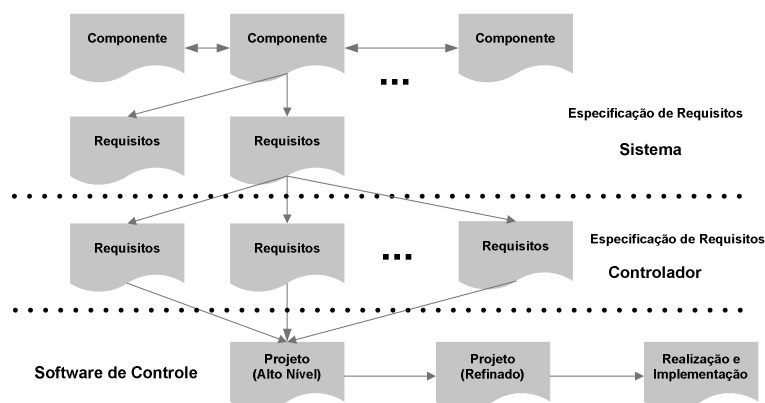 Componente
Componente
Componente
...
Especificação de Requisitos
Requisitos
Requisitos
Sistema
Requisitos
Requisitos
...
Requisitos
Especificação de Requisitos
Controlador
Software de Controle
Projeto
(Alto Nível)
Projeto
(Refinado)
Realização e
Implementação